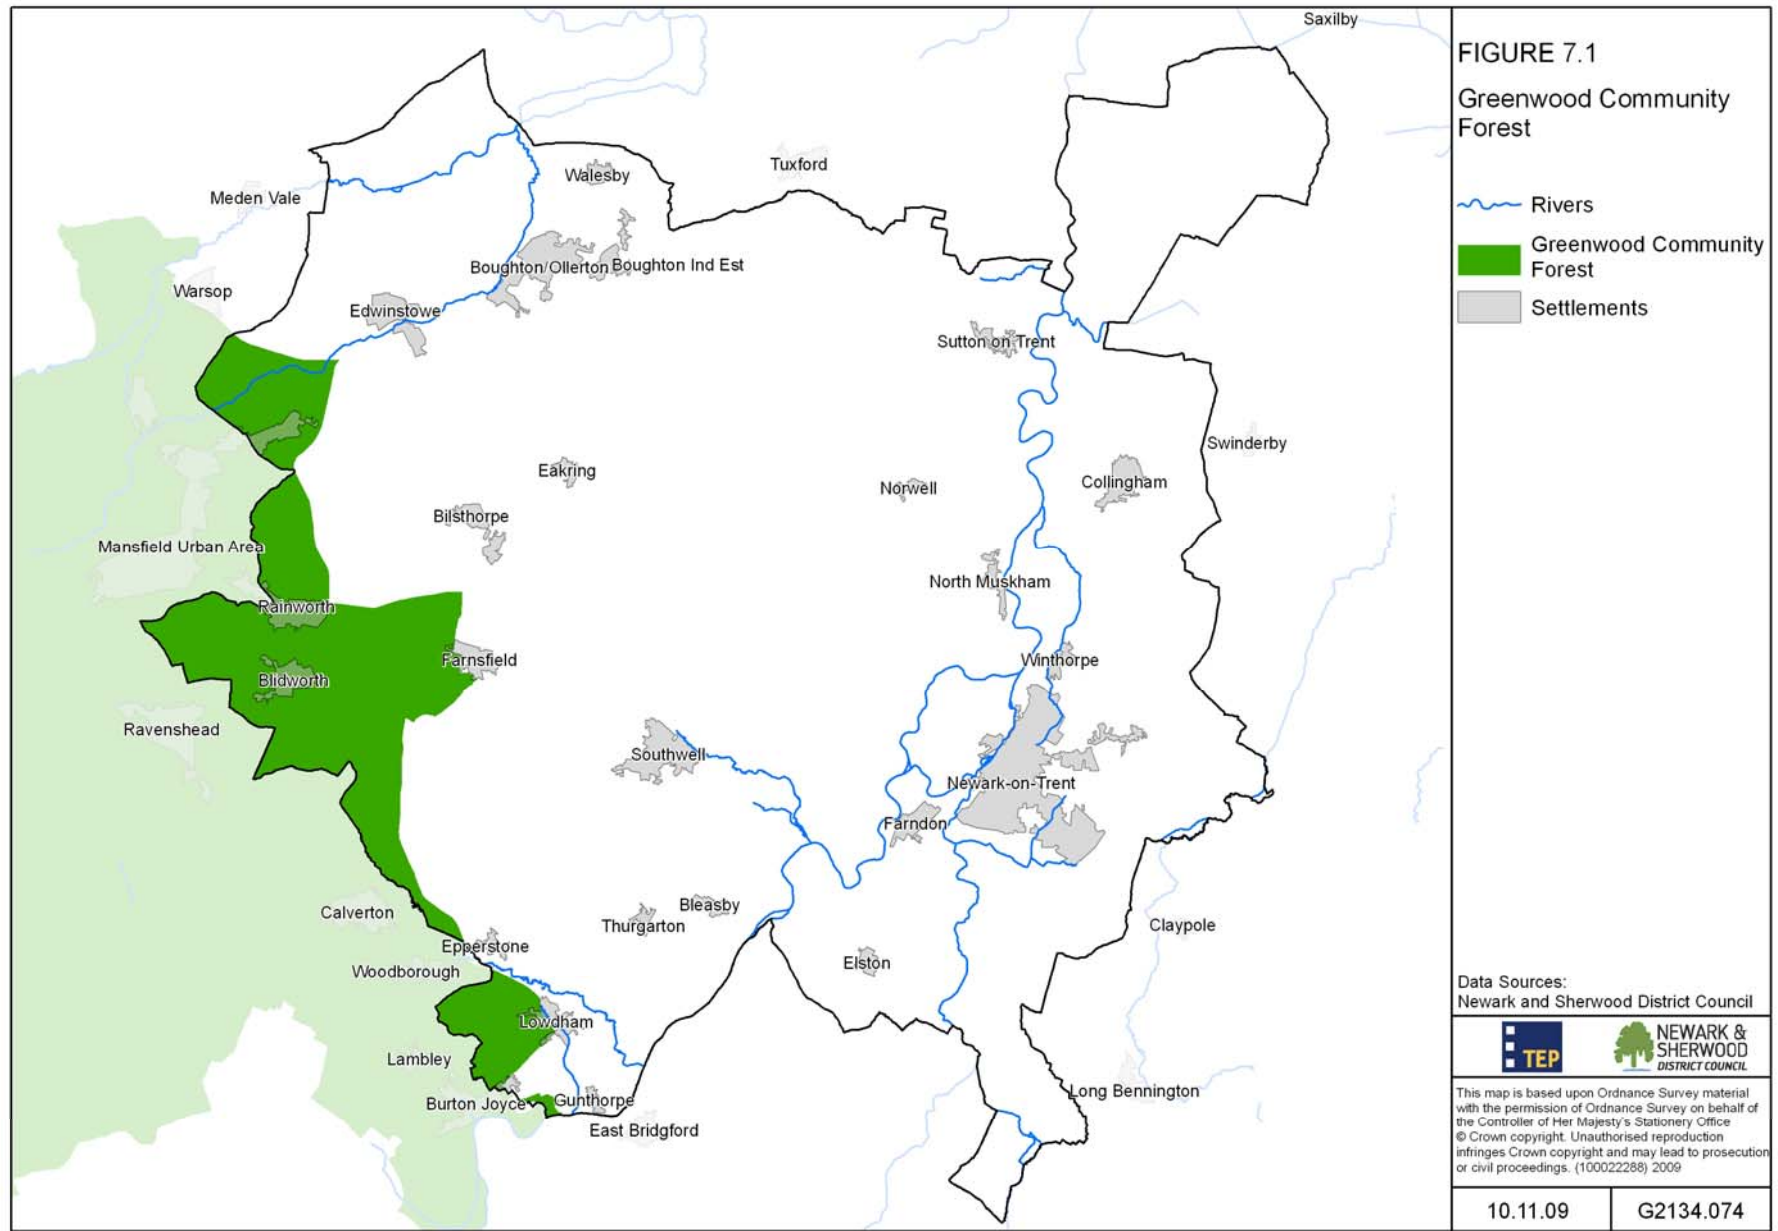 Saxilby
Tuxford
Walesby
Meden Vale
Boughton/Ollerton
Boughton Ind Est
Warsop
Edwinstowe
Sutton on Trent
Swinderby
Eakring
Norwell
Collingham
Bilsthorpe
Mansfield Urban Area
North Muskham
Rainworth
Farnsfield
Winthorpe
Blidworth
Ravenshead
Southwell
Newark-on-Trent
Farndon
Calverton
Bleasby
Thurgarton
Claypole
Epperstone
Woodborough
Elston
Lowdham
Lambley
Long Bennington
Burton Joyce
Gunthorpe
East Bridgford
FIGURE 7.1
Greenwood Community
Forest
Rivers
Greenwood Community
Forest
Settlements
Data Sources:
Newark and Sherwood District Council
TEP
NEWARK &
SHERWOOD
DISTRICT COUNCIL
This map is based upon Ordnance Survey material
with the permission of Ordnance Survey on behalf of
the Controller of Her Majesty's Stationery Office
© Crown copyright. Unauthorised reproduction
infringes Crown copyright and may lead to prosecution
or civil proceedings. (100022288) 2009
10.11.09
G2134.074